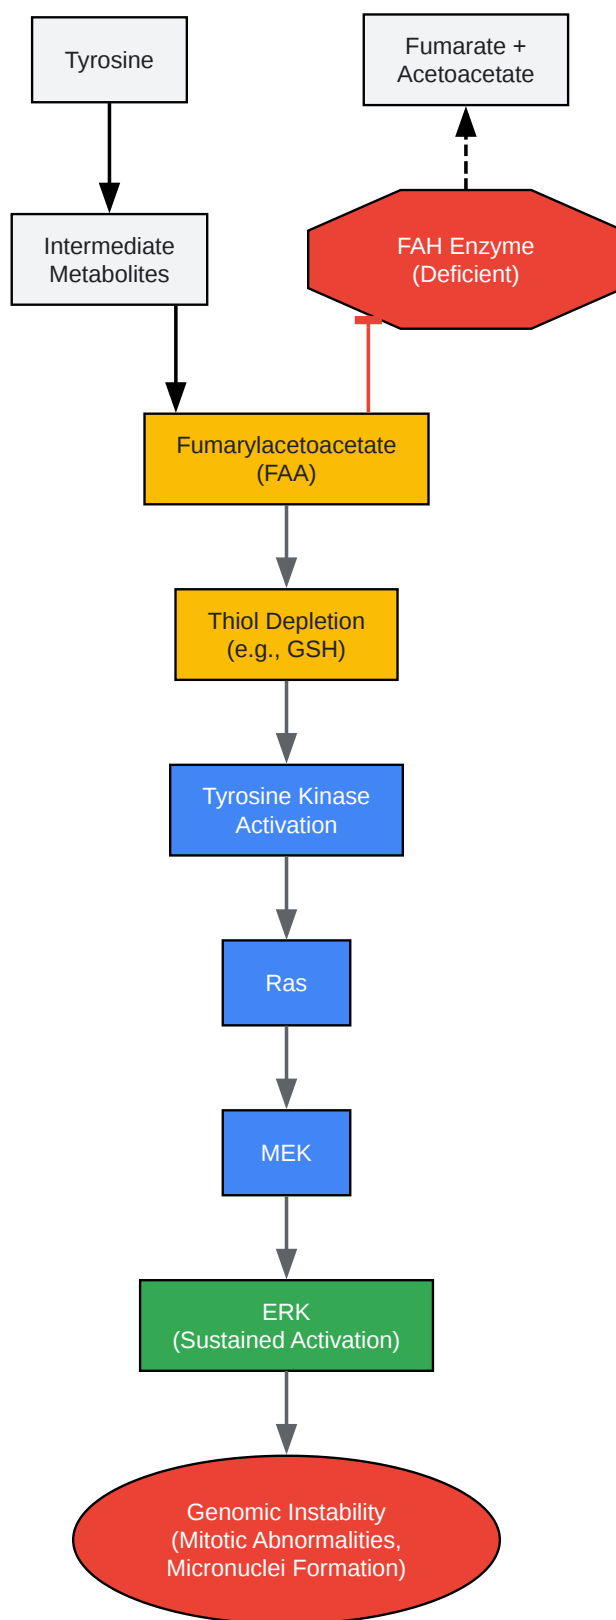 Tyrosine
Fumarate +
Acetoacetate
Intermediate
Metabolites
FAH Enzyme
(Deficient)
Fumarylacetoacetate
(FAA)
Thiol Depletion
(e.g., GSH)
Tyrosine Kinase
Activation
Ras
MEK
ERK
(Sustained Activation)
Genomic Instability
(Mitotic Abnormalities,
Micronuclei Formation)